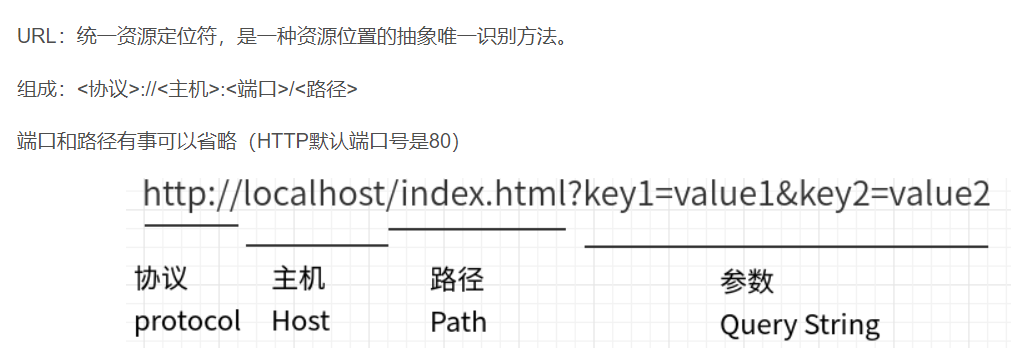 URL：统一资源定位符，是一种资源位置的抽象唯一识别方法。
组成：<协议>://<主机>:<端口>/<路径>
端口和路径有事可以省略（HTTP默认端口号是80）
http://localhost/index.html?key1=value1&key2=value2
协议 主机 路径 参数
protocol Host Path Query String